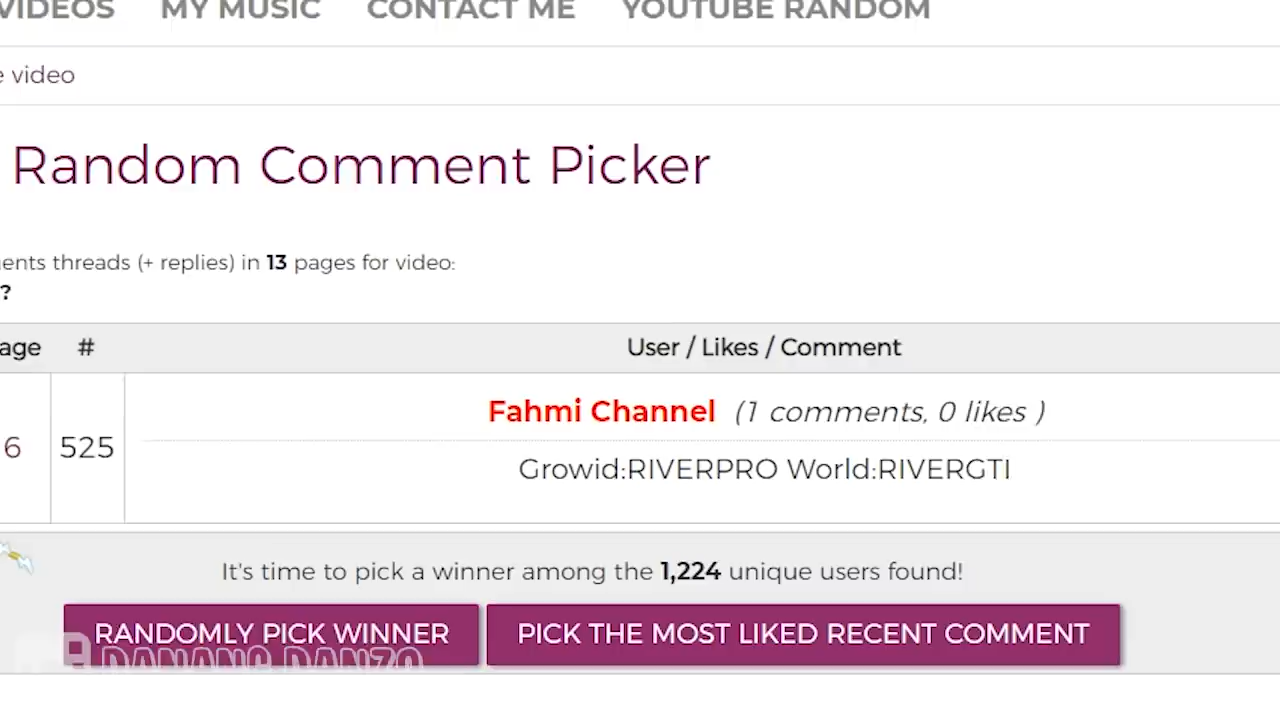 VIDEOS MY MUSIC CONTACT ME YOUTUBE RANDOM
e video
Random Comment Picker
ents threads (+ replies) in 13 pages for video:
?
age # User / Likes / Comment
Fahmi Channel (1 comments, 0 likes )
6 525
Growid:RIVERPRO World:RIVERGTI
It's time to pick a winner among the 1,224 unique users found!
RANDOMLY PICK WINNER PICK THE MOST LIKED RECENT COMMENT
DANANG DANZO